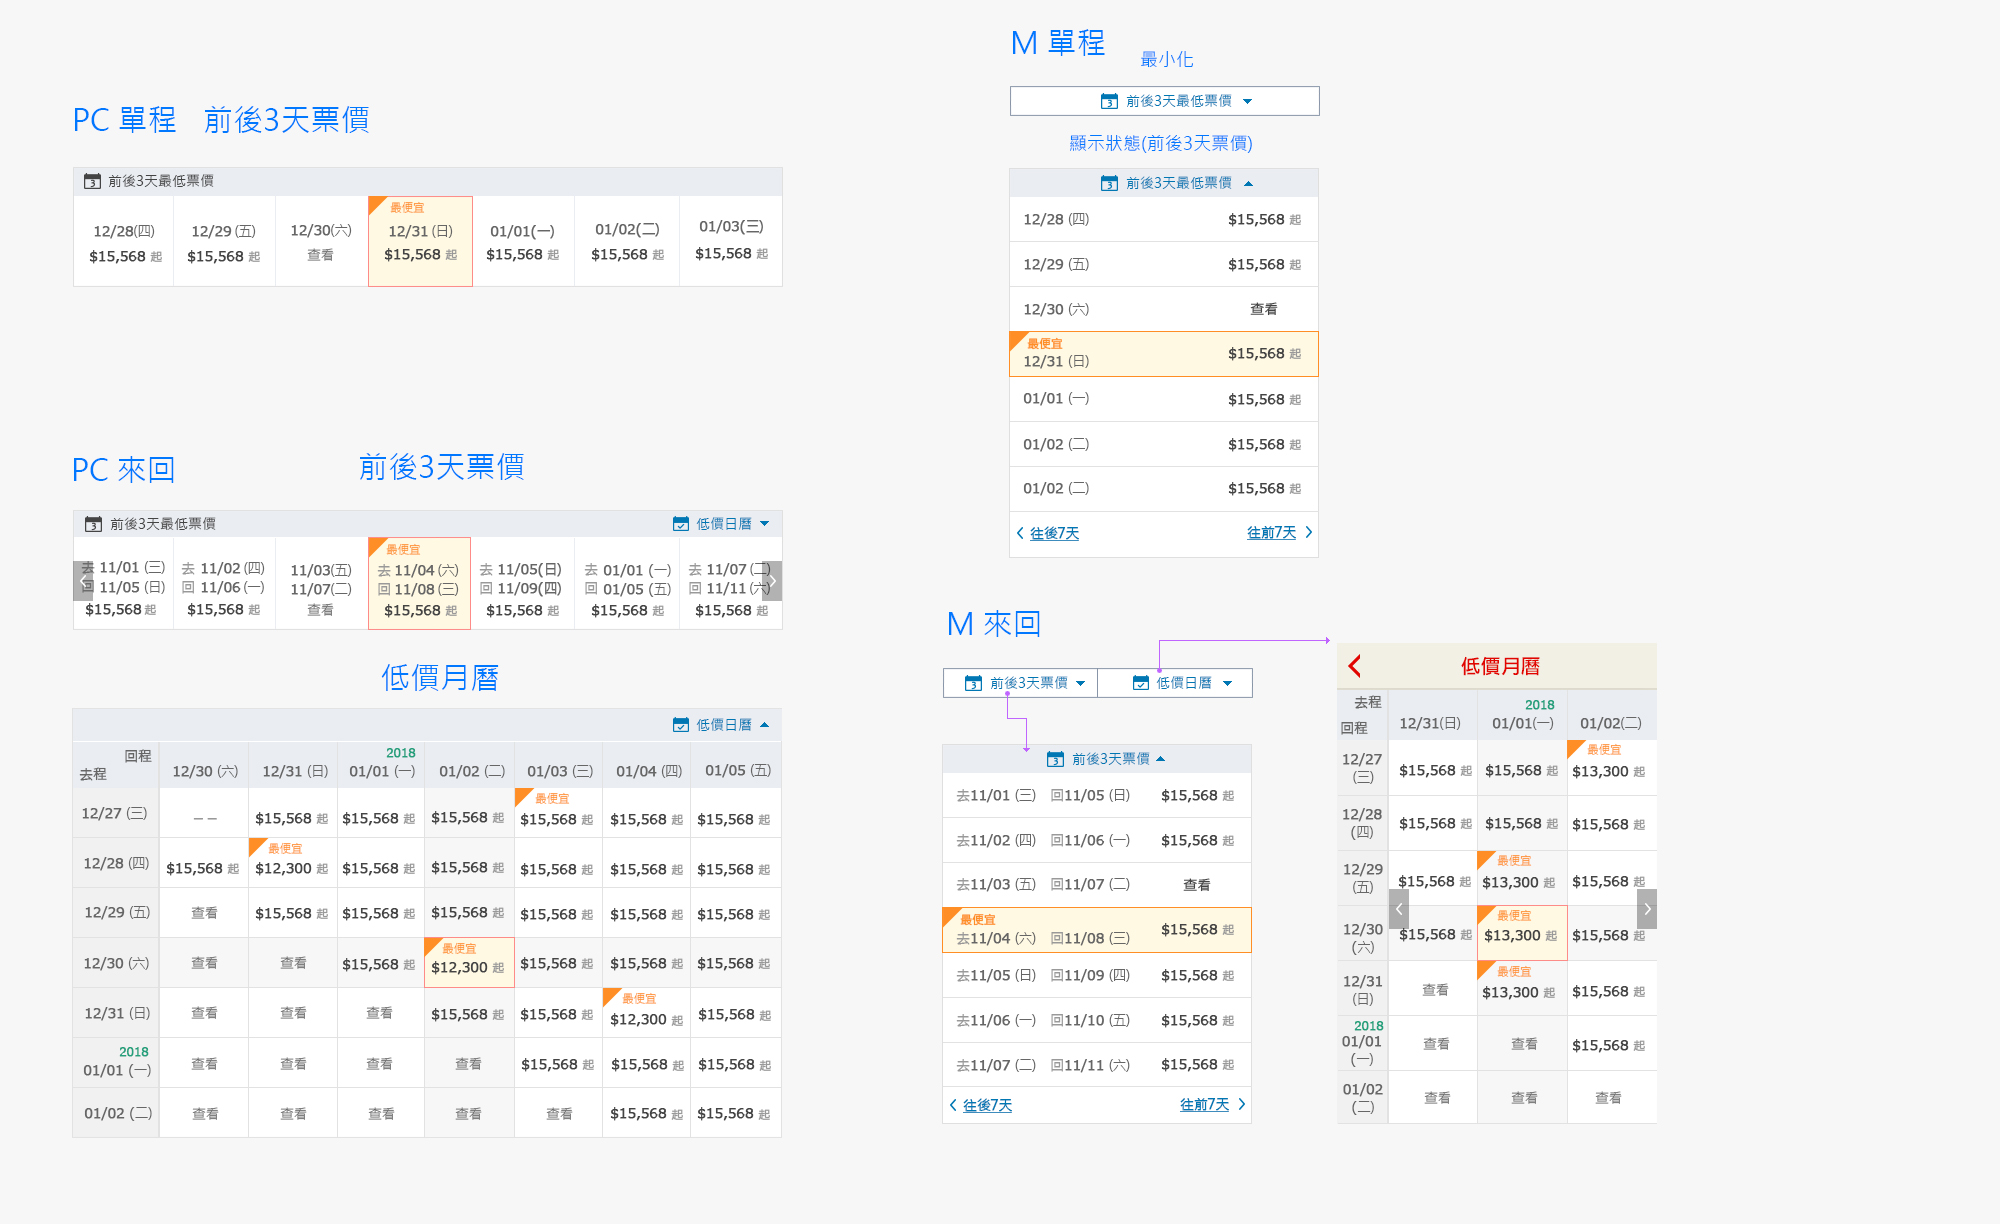 PC 單程 前後3天票價
前後3天最低票價
12/28(四) 12/29 (五) 12/30(六) 最便宜 12/31 (日) 01/01(一) 01/02(二) 01/03(三)
$15,568 起 $15,568 起 查看 $15,568 起 $15,568 起 $15,568 起 $15,568 起
PC 來回 前後3天票價
前後3天最低票價 低價日曆
最便宜
去 11/01 (三) 去 11/02 (四) 11/03(五) 去 11/04 (六) 去 11/05(日) 去 01/01 (一) 去 11/07 (二)
回 11/05 (日) 回 11/06 (一) 11/07(二) 回 11/08 (三) 回 11/09(四) 回 01/05 (五) 回 11/11 (六)
$15,568 起 $15,568 起 查看 $15,568 起 $15,568 起 $15,568 起 $15,568 起
低價月曆
低價日曆
回程 2018
去程 12/30 (六) 12/31 (日) 01/01 (一) 01/02 (二) 01/03 (三) 01/04 (四) 01/05 (五)
最便宜
12/27 (三) – – $15,568 起 $15,568 起 $15,568 起 $15,568 起 $15,568 起 $15,568 起
最便宜
12/28 (四) $15,568 起 $12,300 起 $15,568 起 $15,568 起 $15,568 起 $15,568 起 $15,568 起
12/29 (五) 查看 $15,568 起 $15,568 起 $15,568 起 $15,568 起 $15,568 起 $15,568 起
最便宜
12/30 (六) 查看 查看 $15,568 起 $12,300 起 $15,568 起 $15,568 起 $15,568 起
最便宜
12/31 (日) 查看 查看 查看 $15,568 起 $15,568 起 $12,300 起 $15,568 起
2018
01/01 (一) 查看 查看 查看 查看 $15,568 起 $15,568 起 $15,568 起
01/02 (二) 查看 查看 查看 查看 查看 $15,568 起 $15,568 起
M 單程 最小化
前後3天最低票價
顯示狀態(前後3天票價)
前後3天最低票價
12/28 (四) $15,568 起
12/29 (五) $15,568 起
12/30 (六) 查看
最便宜
12/31 (日) $15,568 起
01/01 (一) $15,568 起
01/02 (二) $15,568 起
01/02 (二) $15,568 起
往後7天 往前7天
M 來回
前後3天票價 低價日曆
前後3天票價
去11/01 (三) 回11/05 (日) $15,568 起
去11/02 (四) 回11/06 (一) $15,568 起
去11/03 (五) 回11/07 (二) 查看
最便宜
去11/04 (六) 回11/08 (三) $15,568 起
去11/05 (日) 回11/09 (四) $15,568 起
去11/06 (一) 回11/10 (五) $15,568 起
去11/07 (二) 回11/11 (六) $15,568 起
往後7天 往前7天
低價月曆
去程 2018
回程 12/31(日) 01/01(一) 01/02(二)
最便宜
12/27 (三) $15,568 起 $15,568 起 $13,300 起
12/28 (四) $15,568 起 $15,568 起 $15,568 起
最便宜
12/29 (五) $15,568 起 $13,300 起 $15,568 起
最便宜
12/30 (六) $15,568 起 $13,300 起 $15,568 起
最便宜
12/31 (日) 查看 $13,300 起 $15,568 起
2018
01/01 (一) 查看 查看 $15,568 起
01/02 (二) 查看 查看 查看